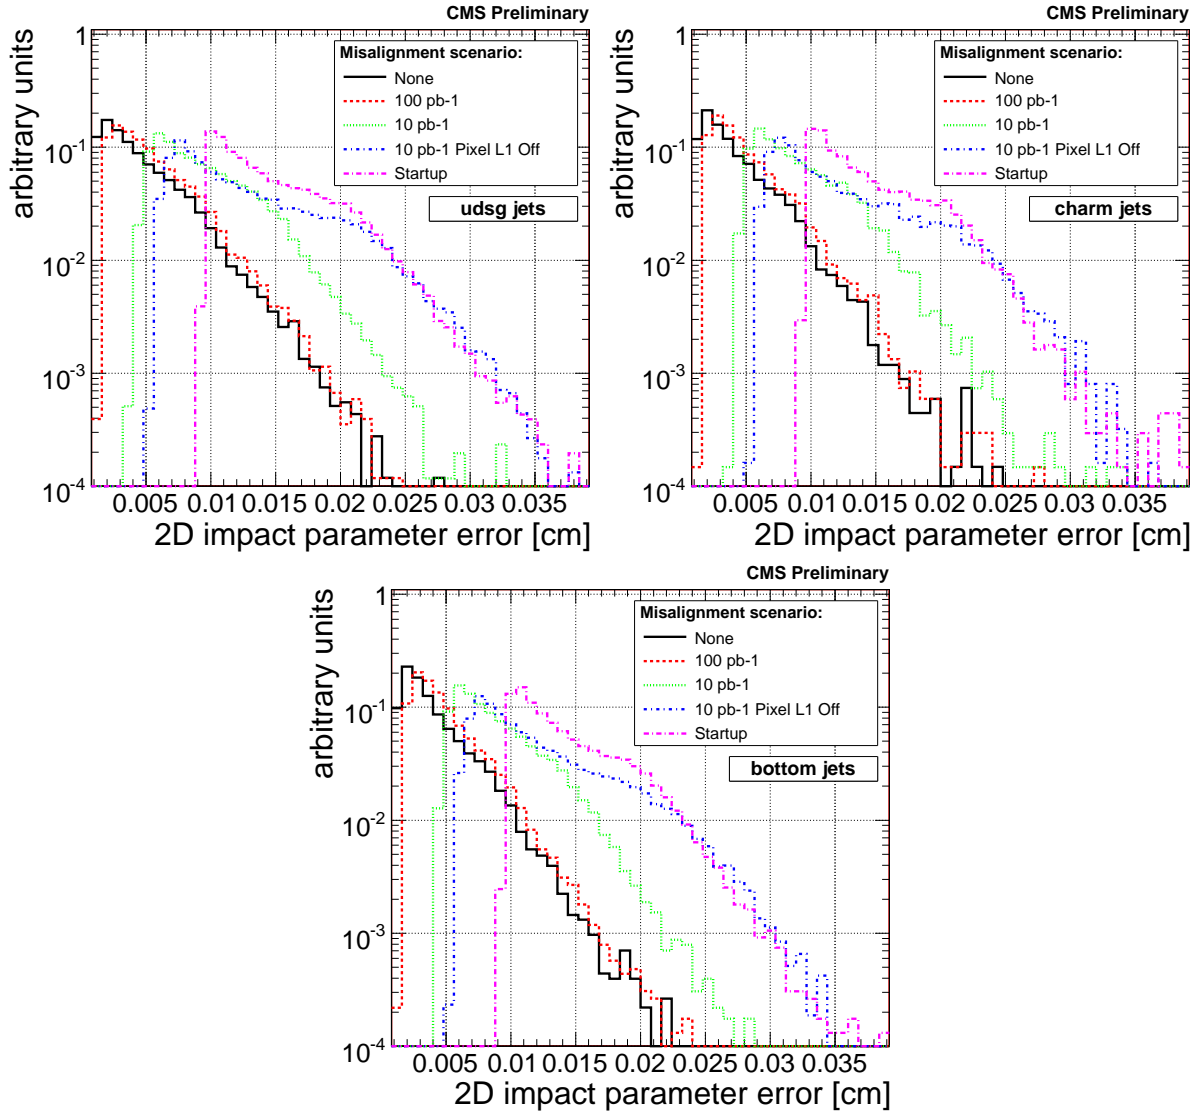 CMS Preliminary
arbitrary units
1
10-1
10-2
10-3
10-4
Misalignment scenario:
None
100 pb-1
10 pb-1
10 pb-1 Pixel L1 Off
Startup
udsg jets
0.005 0.01 0.015 0.02 0.025 0.03 0.035
2D impact parameter error [cm]
CMS Preliminary
arbitrary units
1
10-1
10-2
10-3
10-4
Misalignment scenario:
None
100 pb-1
10 pb-1
10 pb-1 Pixel L1 Off
Startup
charm jets
0.005 0.01 0.015 0.02 0.025 0.03 0.035
2D impact parameter error [cm]
CMS Preliminary
arbitrary units
1
10-1
10-2
10-3
10-4
Misalignment scenario:
None
100 pb-1
10 pb-1
10 pb-1 Pixel L1 Off
Startup
bottom jets
0.005 0.01 0.015 0.02 0.025 0.03 0.035
2D impact parameter error [cm]